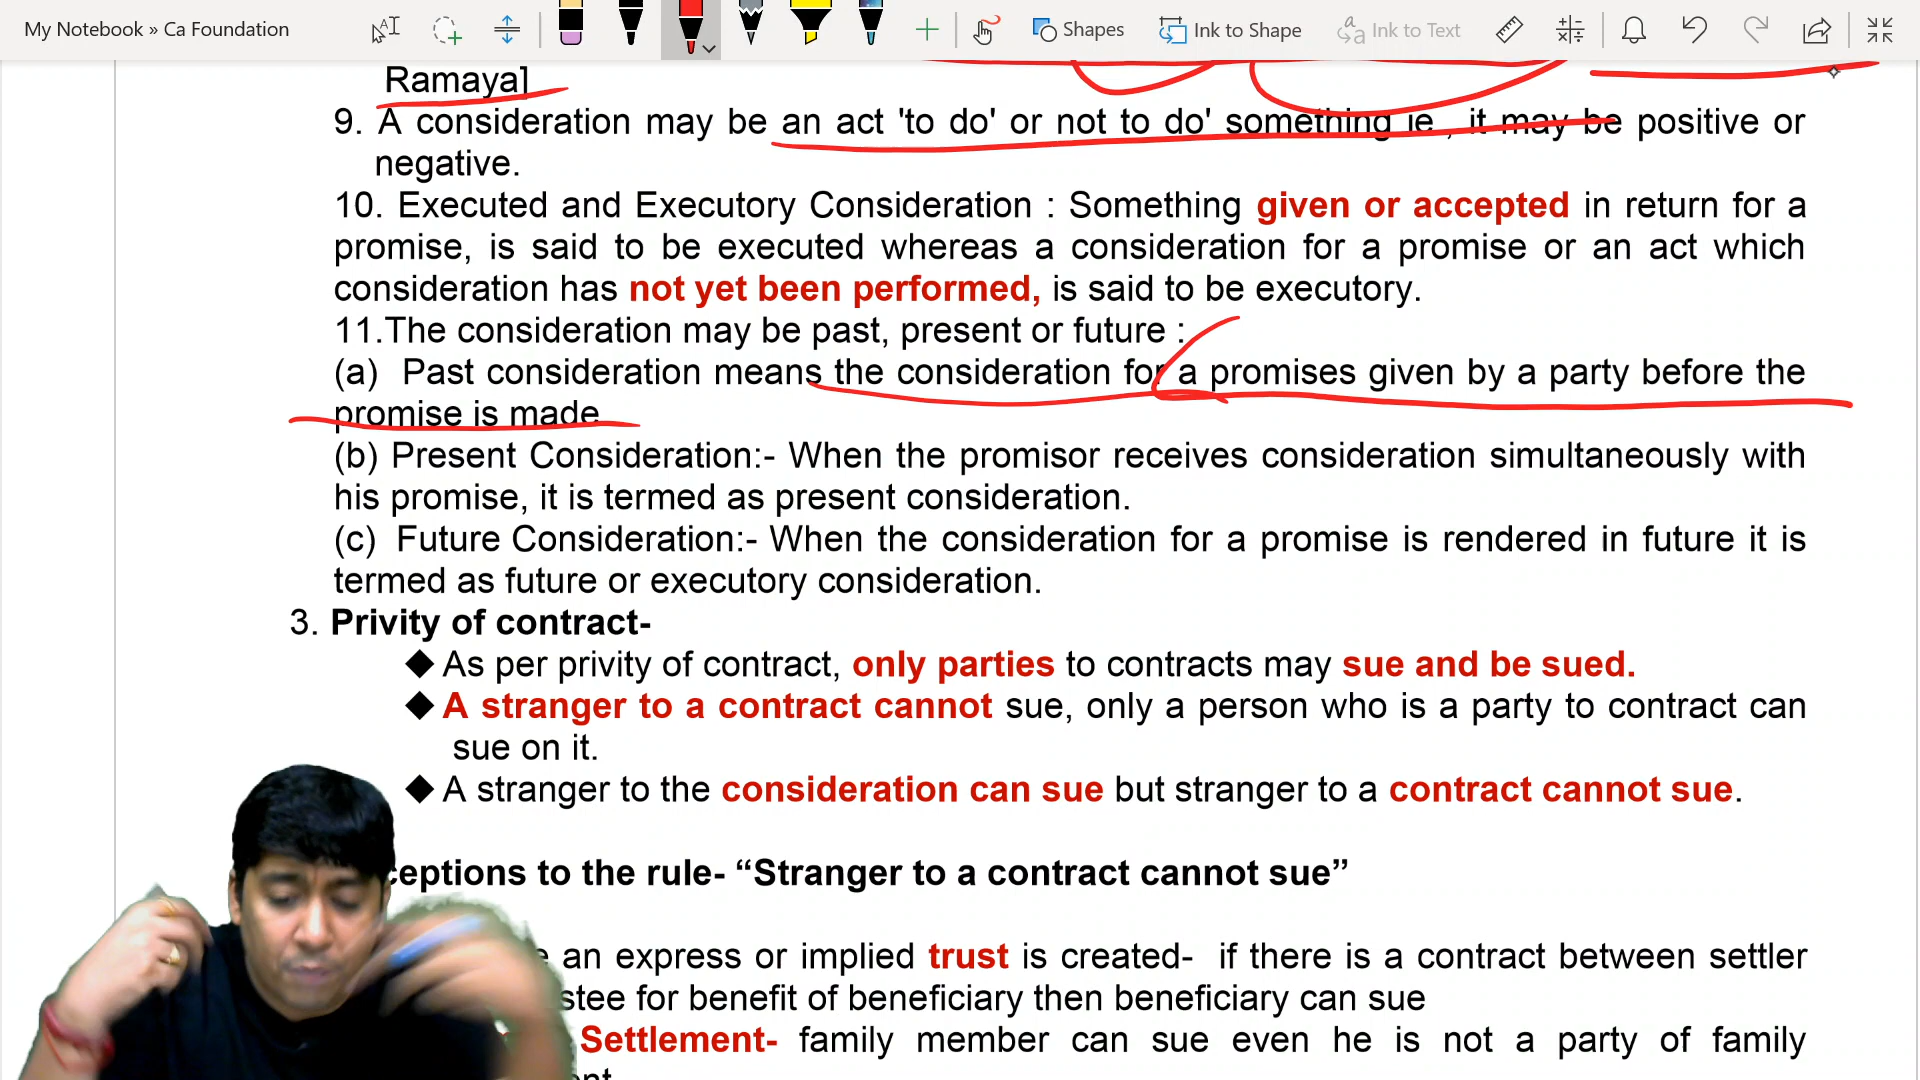 My Notebook » Ca Foundation
Shapes
Ink to Shape
Ink to Text
Ramaya]
9. A consideration may be an act 'to do' or not to do' something ie , it may be positive or
negative.
10. Executed and Executory Consideration : Something given or accepted in return for a
promise, is said to be executed whereas a consideration for a promise or an act which
consideration has not yet been performed, is said to be executory.
11.The consideration may be past, present or future :
(a) Past consideration means the consideration for a promises given by a party before the
promise is made
(b) Present Consideration:- When the promisor receives consideration simultaneously with
his promise, it is termed as present consideration.
(c) Future Consideration:- When the consideration for a promise is rendered in future it is
termed as future or executory consideration.
3. Privity of contract-
◆ As per privity of contract, only parties to contracts may sue and be sued.
◆ A stranger to a contract cannot sue, only a person who is a party to contract can
sue on it.
◆ A stranger to the consideration can sue but stranger to a contract cannot sue.
ceptions to the rule- “Stranger to a contract cannot sue”
an express or implied trust is created- if there is a contract between settler
stee for benefit of beneficiary then beneficiary can sue
Settlement- family member can sue even he is not a party of family